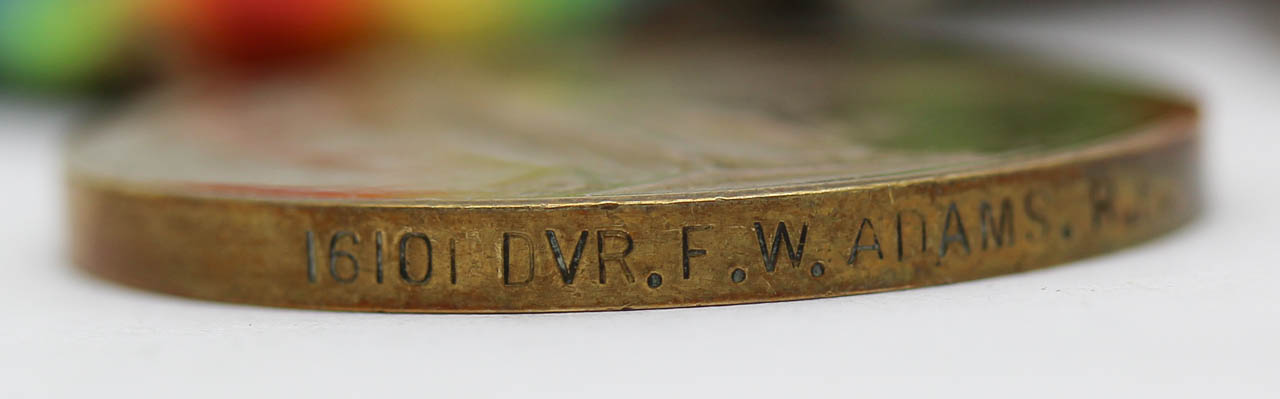 16101 DVR. F. W. ADAMS.